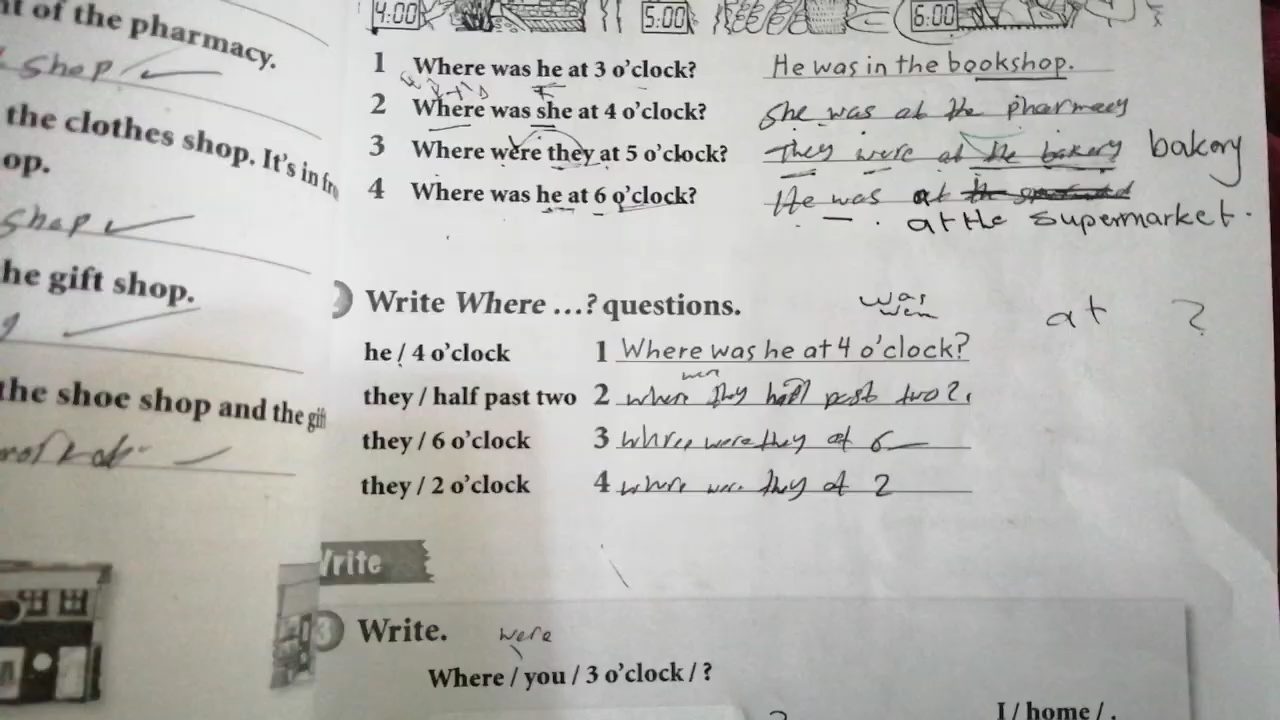 nt of the pharmacy.
shop
the clothes shop. It's in fr
op.
shop
he gift shop.
y
the shoe shop and the gif
4:00 5:00 6:00
1 Where was he at 3 o'clock? He was in the bookshop.
2 Where was she at 4 o'clock? She was at the pharmacy
3 Where were they at 5 o'clock? They were at the bakery bakery
4 Where was he at 6 o'clock? He was at
at the supermarket.
Write Where ...? questions. was
were at ?
he / 4 o'clock 1 Where was he at 4 o'clock?
were
they / half past two 2 where they half past two?
they / 6 o'clock 3 where were they at 6
they / 2 o'clock 4 where were they at 2
Write
3 Write. were
Where / you / 3 o'clock / ?
I / home / .